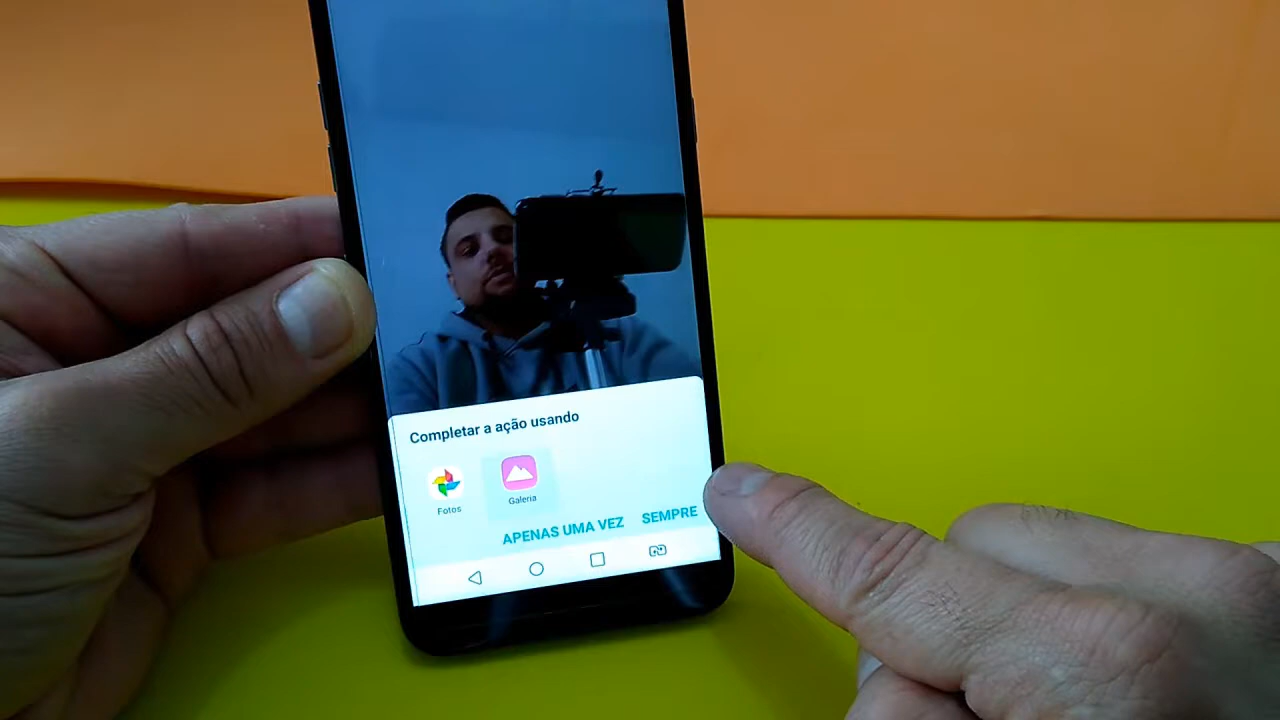 Completar a ação usando
Fotos
Galeria
APENAS UMA VEZ
SEMPRE